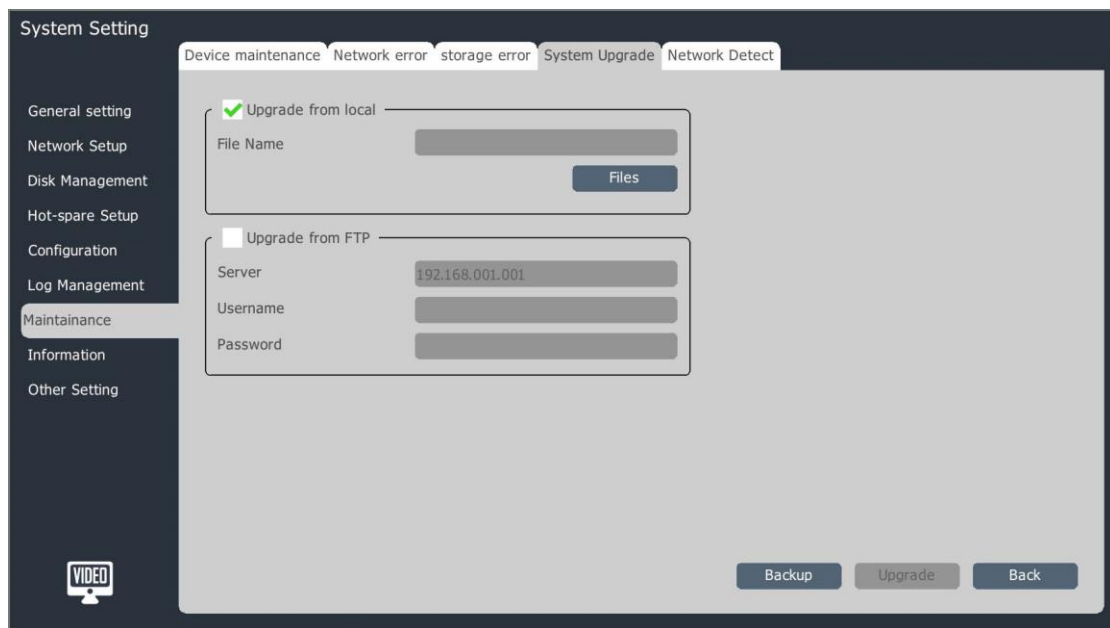 System Setting
Device maintenance Network error storage error System Upgrade Network Detect
General setting
Network Setup
Disk Management
Hot-spare Setup
Configuration
Log Management
Maintainance
Information
Other Setting
Upgrade from local
File Name
Files
Upgrade from FTP
Server 192.168.001.001
Username
Password
VIDEO
Backup Upgrade Back